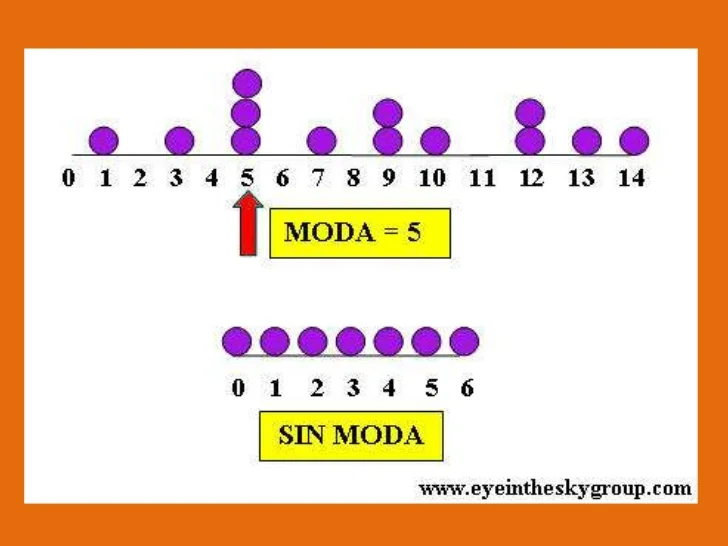 0 1 2 3 4 5 6 7 8 9 10 11 12 13 14
MODA = 5
0 1 2 3 4 5 6
SIN MODA
www.eyeintheskygroup.com